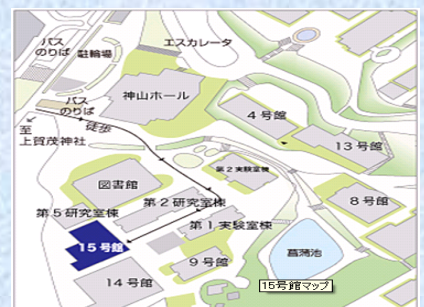 バス
のりば
駐輪場
エスカレータ
バス
のりば
徒歩
至
上賀茂神社
神山ホール
4号館
13号館
図書館
第2実験室棟
第2研究室棟
8号館
第5研究室棟
第1実験室棟
15号館
9号館
菖蒲池
14号館
15号館マップ